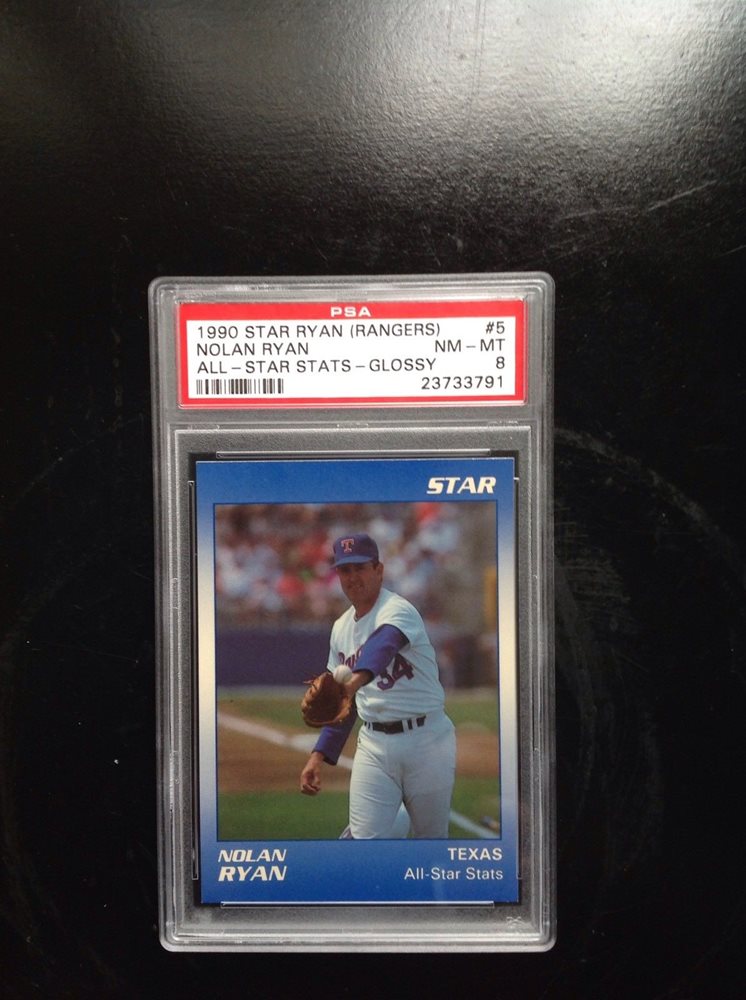 PSA
1990 STAR RYAN (RANGERS) #5
NOLAN RYAN NM-MT
ALL-STAR STATS-GLOSSY 8
23733791
STAR
T
34
NOLAN TEXAS
RYAN All-Star Stats